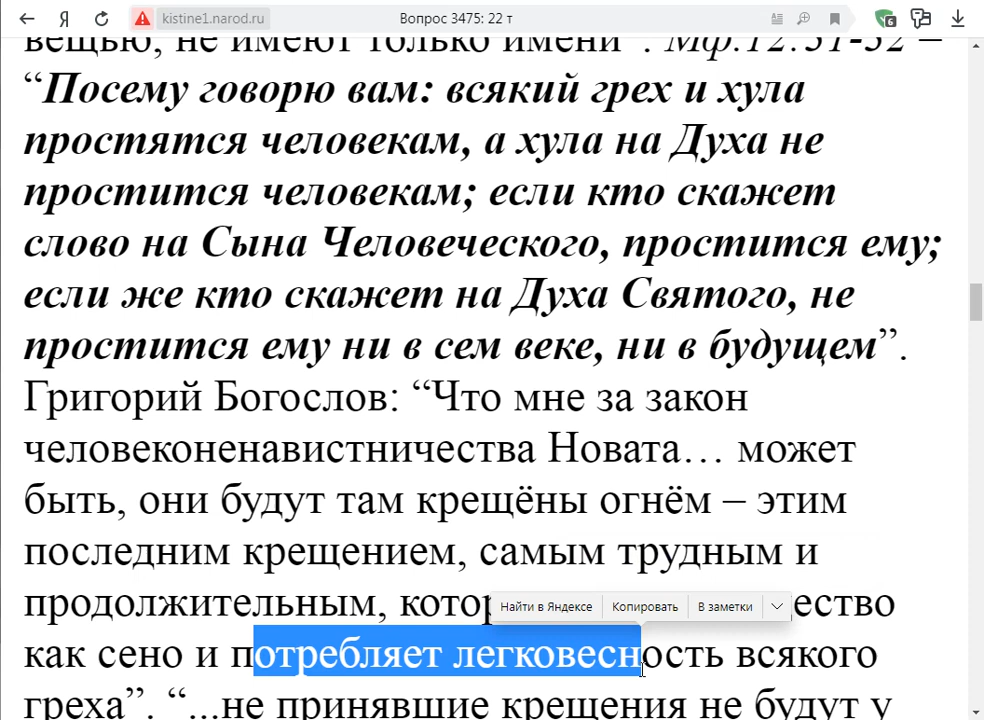 kistine1.narod.ru
Вопрос 3475: 22 т
6
вещью, не имеют только имени”. Мф.12:31-32 –
“Посему говорю вам: всякий грех и хула
простятся человекам, а хула на Духа не
простится человекам; если кто скажет
слово на Сына Человеческого, простится ему;
если же кто скажет на Духа Святого, не
простится ему ни в сем веке, ни в будущем”.
Григорий Богослов: “Что мне за закон
человеконенавистничества Новата… может
быть, они будут там крещёны огнём – этим
последним крещением, самым трудным и
продолжительным, котор ество
Найти в Яндексе Копировать В заметки
как сено и потребляет легковесность всякого
греха”. “...не принявшие крещения не будут у